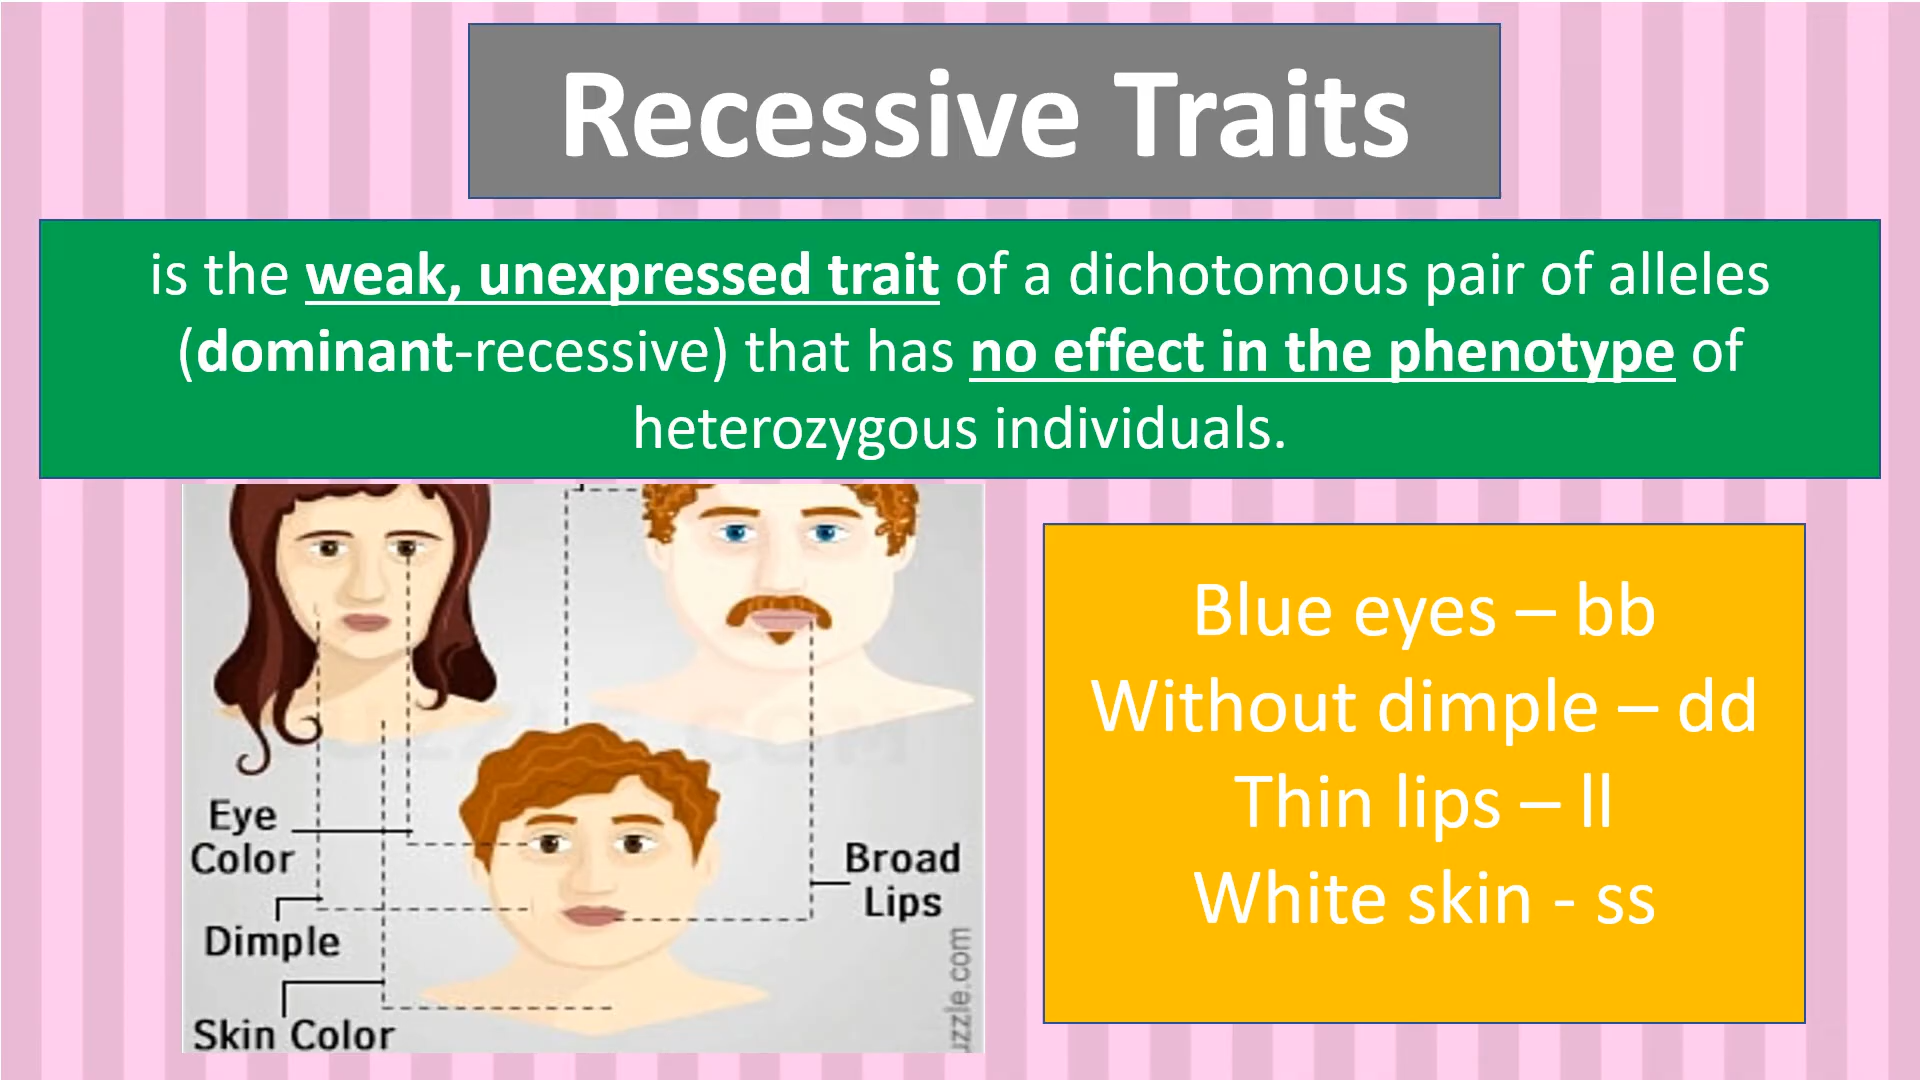 Recessive Traits
is the weak, unexpressed trait of a dichotomous pair of alleles
(dominant-recessive) that has no effect in the phenotype of
heterozygous individuals.
Eye
Color
Dimple
Skin Color
Broad
Lips
uzzle.com
Blue eyes – bb
Without dimple – dd
Thin lips – ll
White skin - ss